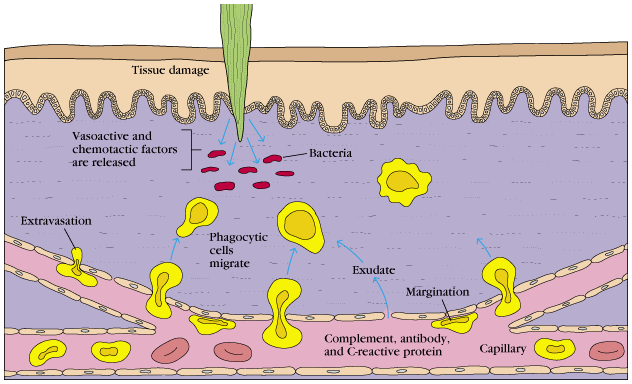 Tissue damage
Vasoactive and
chemotactic factors
are released
Bacteria
Extravasation
Phagocytic
cells
migrate
Exudate
Margination
Complement, antibody,
and C-reactive protein
Capillary